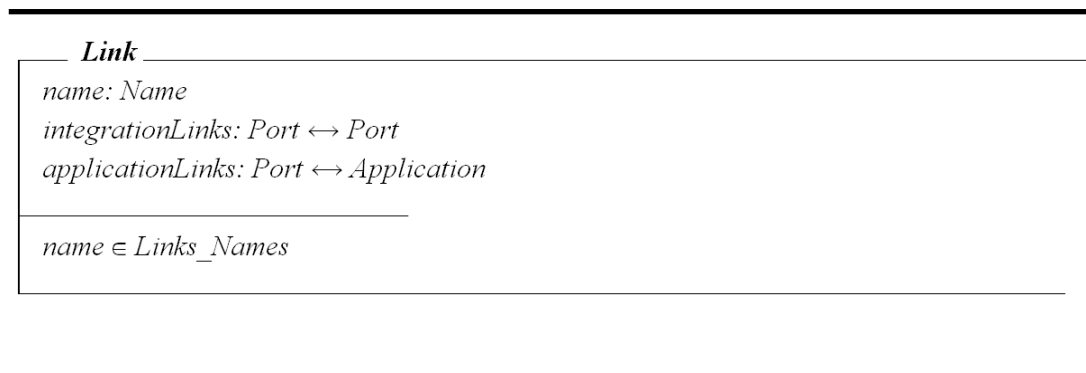 Link
name: Name
integrationLinks: Port ↔ Port
applicationLinks: Port ↔ Application
name ∈ Links_Names